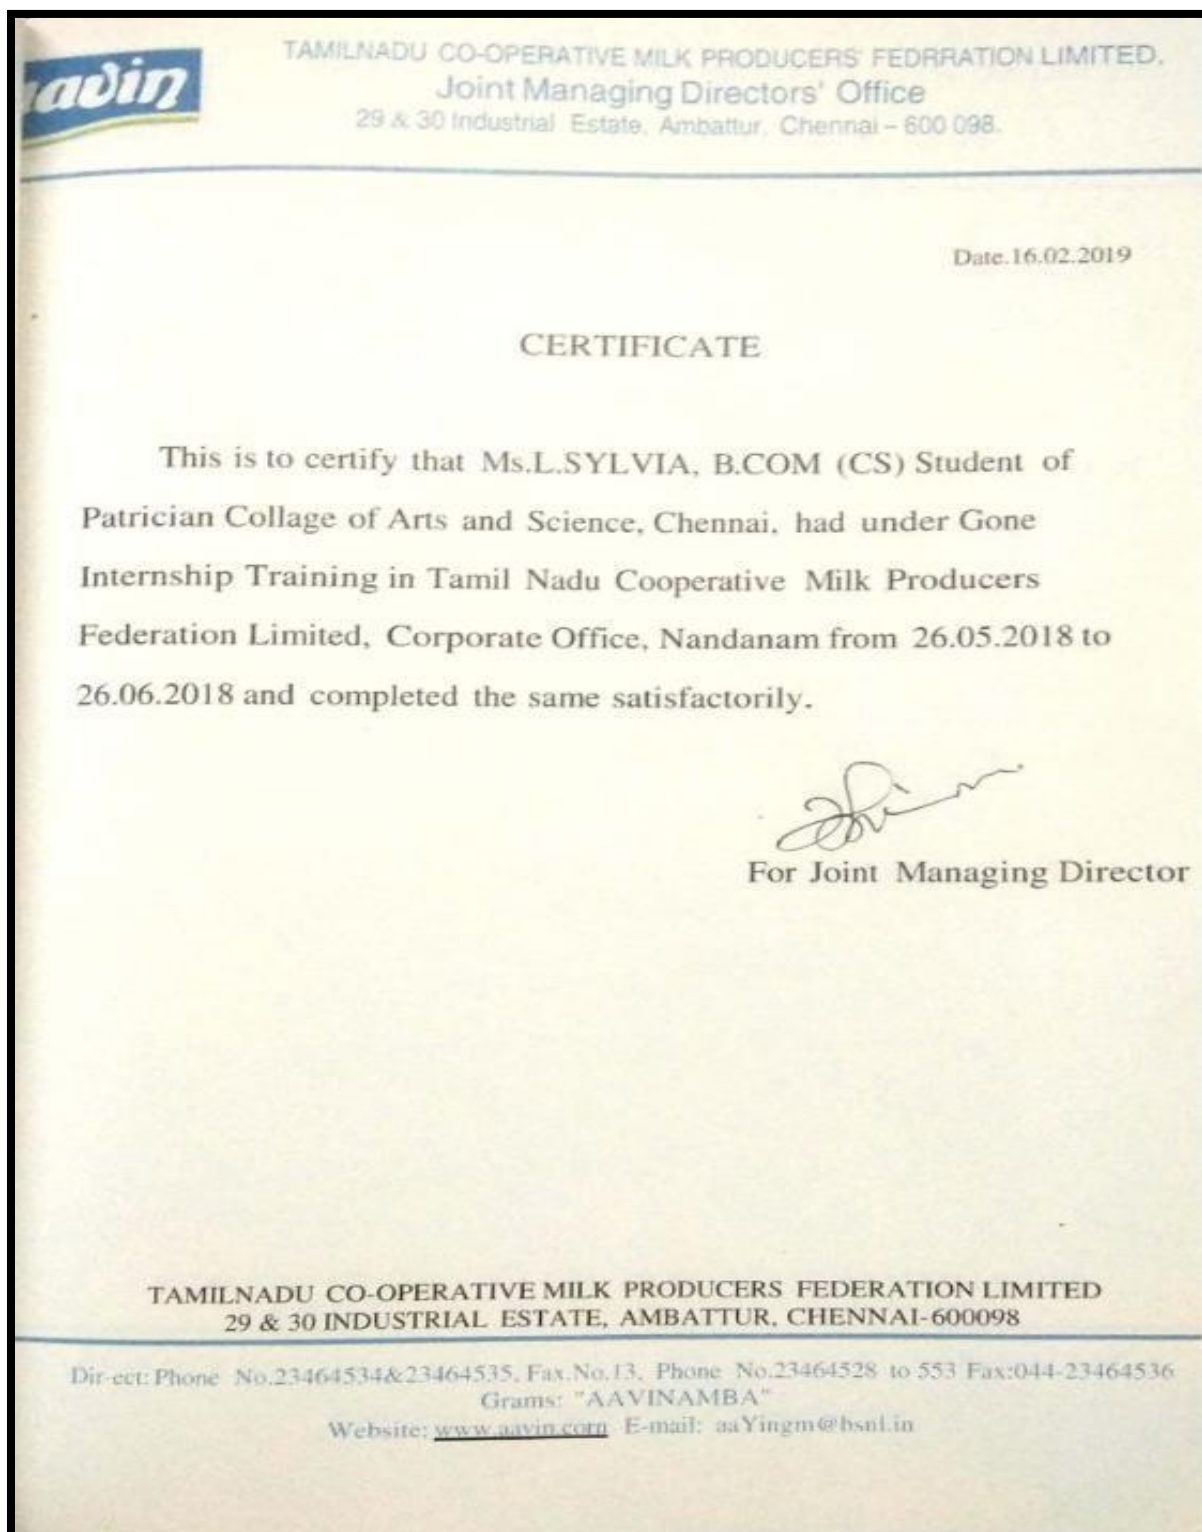 aavin
TAMILNADU CO-OPERATIVE MILK PRODUCERS' FEDRRATION LIMITED.
Joint Managing Directors' Office
29 & 30 Industrial Estate, Ambattur, Chennai – 600 098.
Date.16.02.2019
CERTIFICATE
This is to certify that Ms.L.SYLVIA, B.COM (CS) Student of
Patrician Collage of Arts and Science, Chennai, had under Gone
Internship Training in Tamil Nadu Cooperative Milk Producers
Federation Limited, Corporate Office, Nandanam from 26.05.2018 to
26.06.2018 and completed the same satisfactorily.
For Joint Managing Director
TAMILNADU CO-OPERATIVE MILK PRODUCERS FEDERATION LIMITED
29 & 30 INDUSTRIAL ESTATE, AMBATTUR, CHENNAI-600098
Dir-ect: Phone No.23464534&23464535, Fax.No.13, Phone No.23464528 to 553 Fax:044-23464536
Grams: "AAVINAMBA"
Website: www.aavin.corn E-mail: aaYingm@bsnl.in